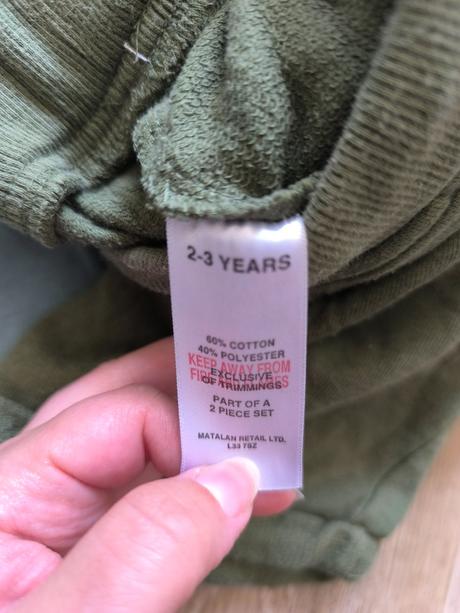 2-3 YEARS
60% COTTON
40% POLYESTER
KEEP AWAY FROM
EXCLUSIVE
OF TRIMMINGS
PART OF A
2 PIECE SET
MATALAN RETAIL LTD.
L33 7SZ